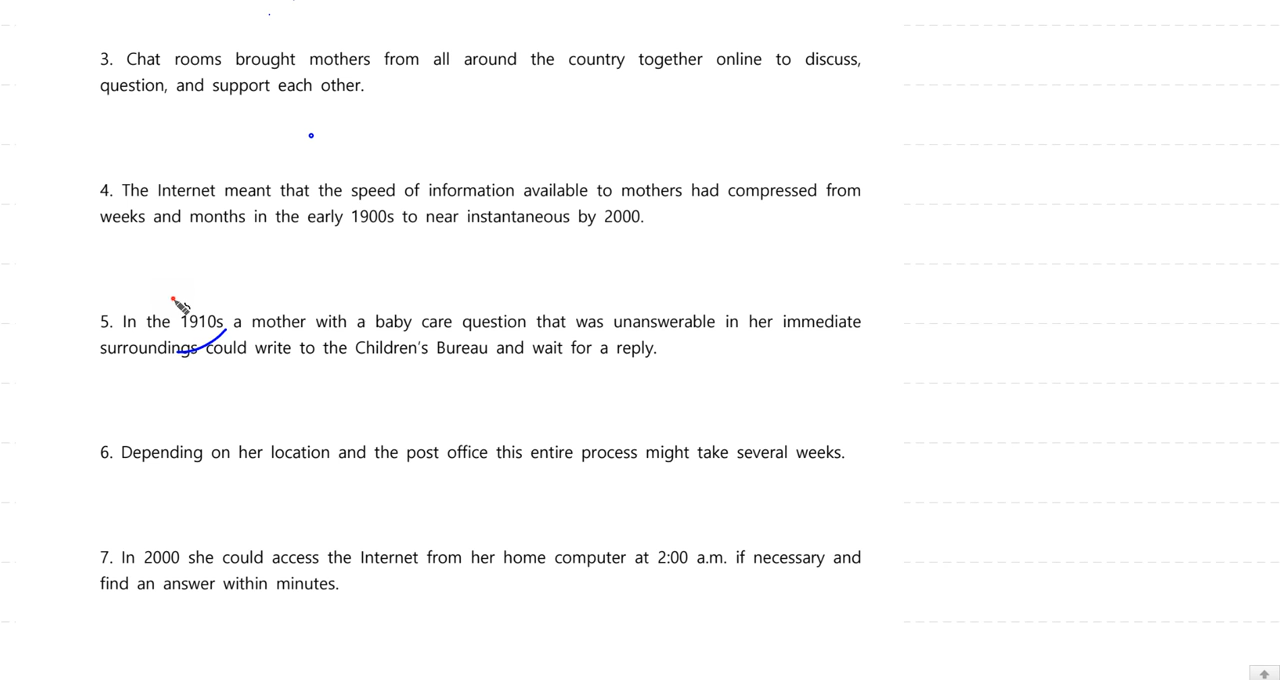 3. Chat rooms brought mothers from all around the country together online to discuss,
question, and support each other.
4. The Internet meant that the speed of information available to mothers had compressed from
weeks and months in the early 1900s to near instantaneous by 2000.
5. In the 1910s a mother with a baby care question that was unanswerable in her immediate
surroundings could write to the Children's Bureau and wait for a reply.
6. Depending on her location and the post office this entire process might take several weeks.
7. In 2000 she could access the Internet from her home computer at 2:00 a.m. if necessary and
find an answer within minutes.